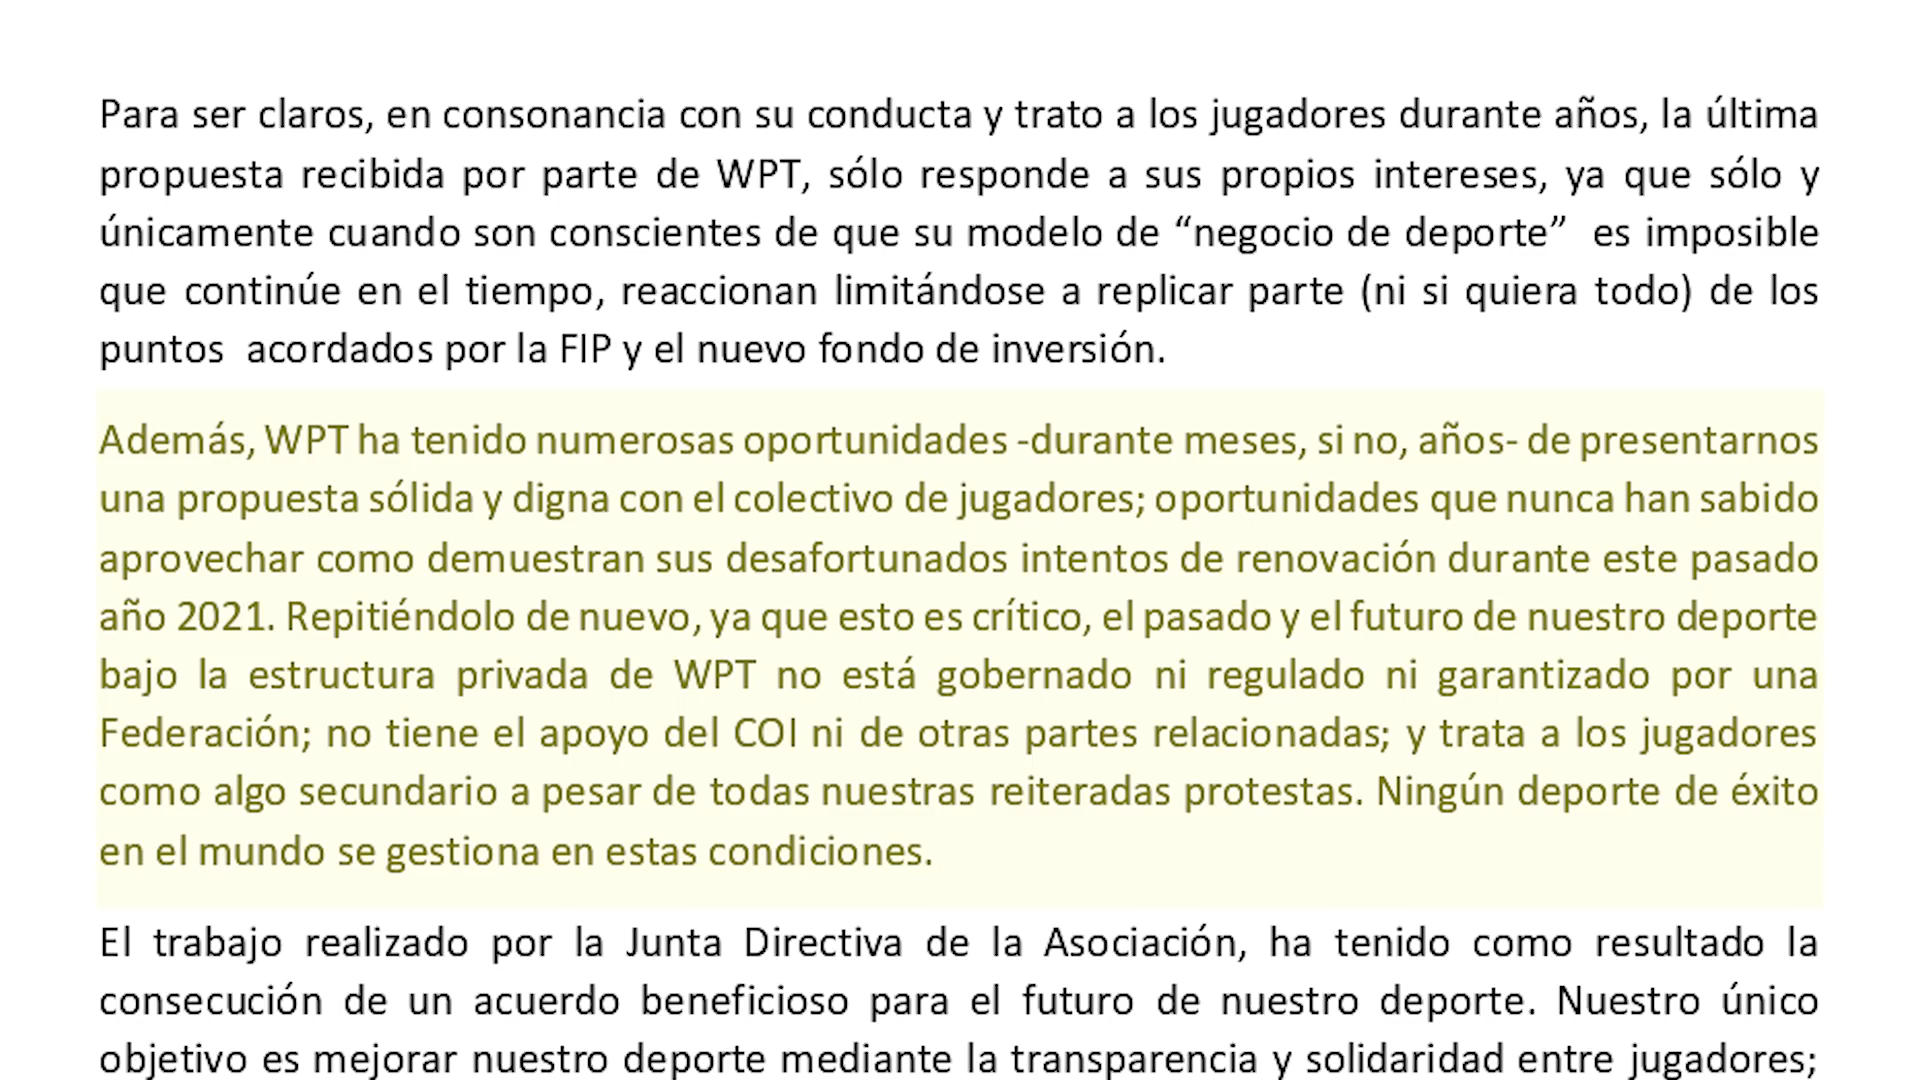 Para ser claros, en consonancia con su conducta y trato a los jugadores durante años, la última
propuesta recibida por parte de WPT, sólo responde a sus propios intereses, ya que sólo y
únicamente cuando son conscientes de que su modelo de “negocio de deporte”  es imposible
que continúe en el tiempo, reaccionan limitándose a replicar parte (ni si quiera todo) de los
puntos  acordados por la FIP y el nuevo fondo de inversión.
Además, WPT ha tenido numerosas oportunidades -durante meses, si no, años- de presentarnos
una propuesta sólida y digna con el colectivo de jugadores; oportunidades que nunca han sabido
aprovechar como demuestran sus desafortunados intentos de renovación durante este pasado
año 2021. Repitiéndolo de nuevo, ya que esto es crítico, el pasado y el futuro de nuestro deporte
bajo la estructura privada de WPT no está gobernado ni regulado ni garantizado por una
Federación; no tiene el apoyo del COI ni de otras partes relacionadas; y trata a los jugadores
como algo secundario a pesar de todas nuestras reiteradas protestas. Ningún deporte de éxito
en el mundo se gestiona en estas condiciones.
El trabajo realizado por la Junta Directiva de la Asociación, ha tenido como resultado la
consecución de un acuerdo beneficioso para el futuro de nuestro deporte. Nuestro único
objetivo es mejorar nuestro deporte mediante la transparencia y solidaridad entre jugadores;